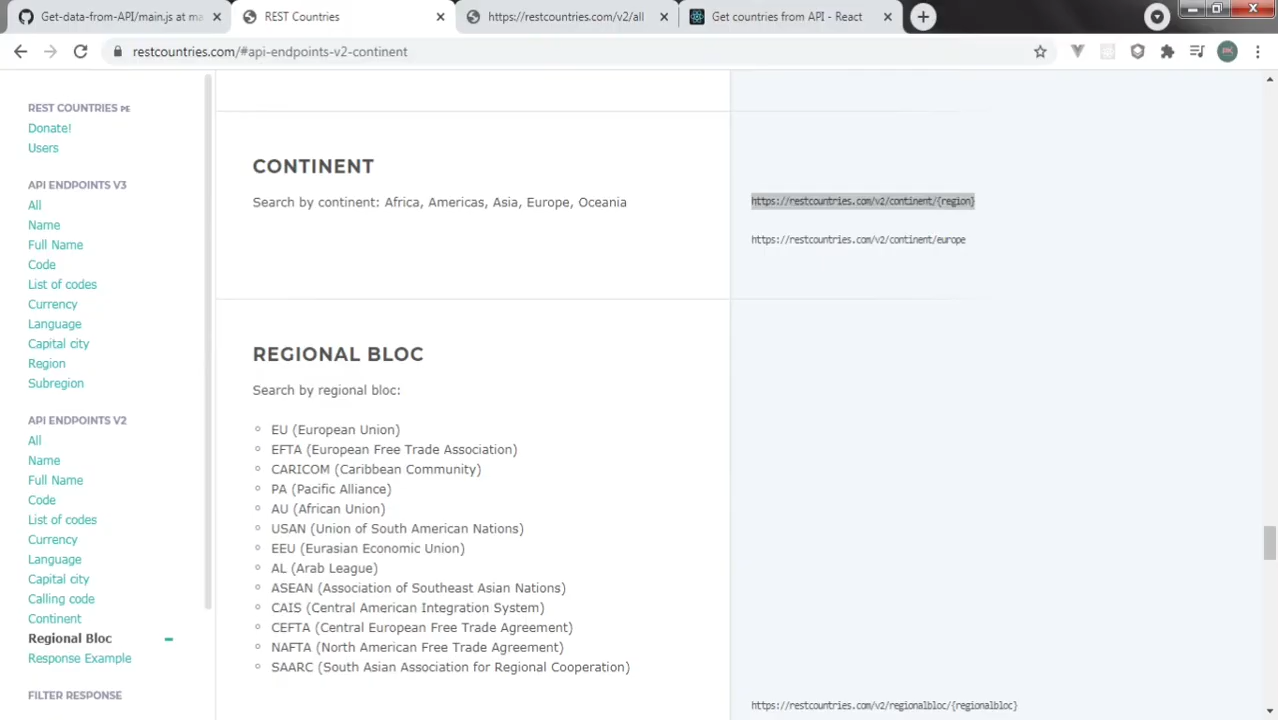 Get-data-from-API/main.js at ma
REST Countries
https://restcountries.com/v2/all
Get countries from API - React
restcountries.com/#api-endpoints-v2-continent
REST COUNTRIES PE
Donate!
Users
API ENDPOINTS V3
All
Name
Full Name
Code
List of codes
Currency
Language
Capital city
Region
Subregion
API ENDPOINTS V2
All
Name
Full Name
Code
List of codes
Currency
Language
Capital city
Calling code
Continent
Regional Bloc
Response Example
FILTER RESPONSE
CONTINENT
Search by continent: Africa, Americas, Asia, Europe, Oceania
https://restcountries.com/v2/continent/{region}
https://restcountries.com/v2/continent/europe
REGIONAL BLOC
Search by regional bloc:
EU (European Union)
EFTA (European Free Trade Association)
CARICOM (Caribbean Community)
PA (Pacific Alliance)
AU (African Union)
USAN (Union of South American Nations)
EEU (Eurasian Economic Union)
AL (Arab League)
ASEAN (Association of Southeast Asian Nations)
CAIS (Central American Integration System)
CEFTA (Central European Free Trade Agreement)
NAFTA (North American Free Trade Agreement)
SAARC (South Asian Association for Regional Cooperation)
https://restcountries.com/v2/regionalbloc/{regionalbloc}